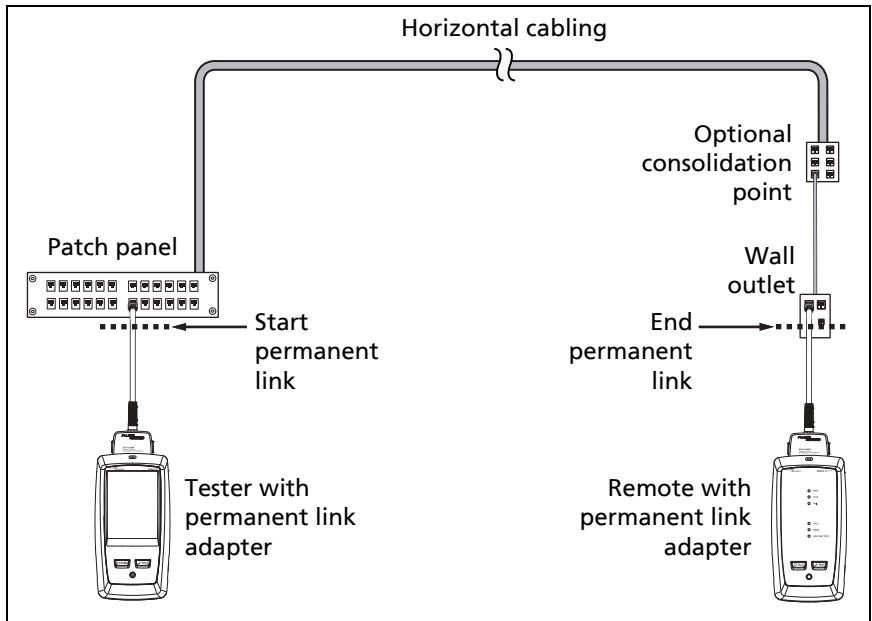 Horizontal cabling
Optional
consolidation
point
Patch panel
Wall
outlet
Start
permanent
link
End
permanent
link
Tester with
permanent link
adapter
Remote with
permanent link
adapter